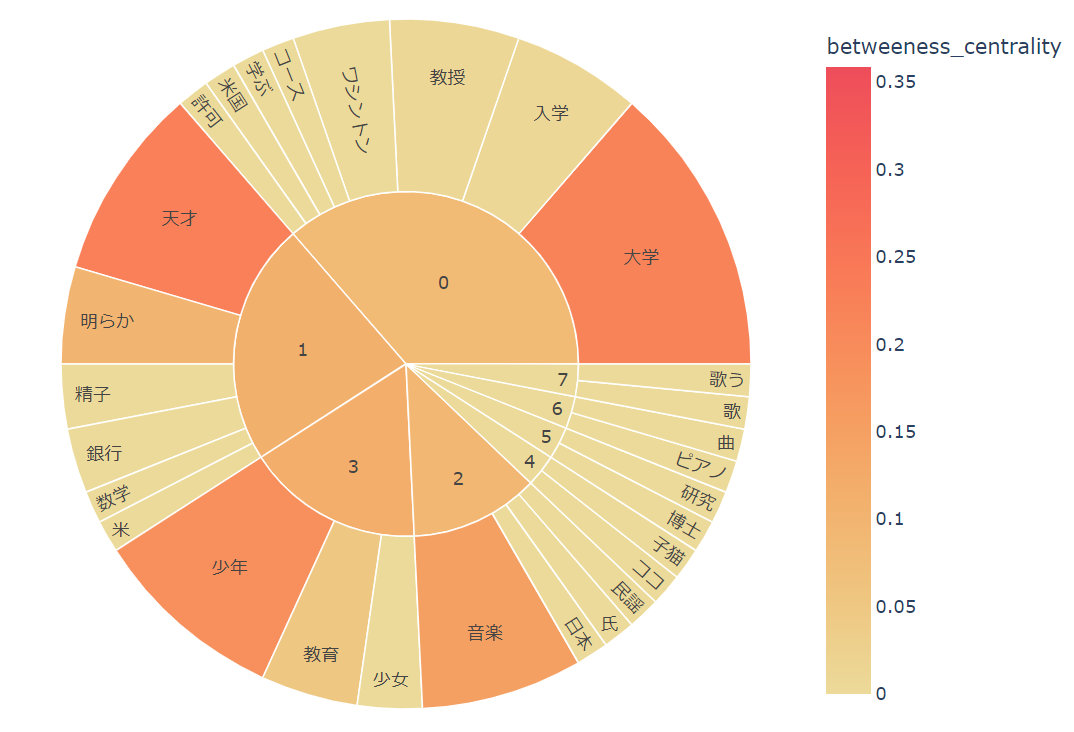 betweeness_centrality
0.35
0.3
0.25
0.2
0.15
0.1
0.05
0
0
大学
入学
教授
ワシントン
コース
学ぶ
米国
許可
1
天才
明らか
精子
銀行
数学
米
3
少年
教育
少女
2
音楽
日本
氏
民謡
4
ココ
子猫
5
博士
研究
6
ピアノ
曲
7
歌
歌う